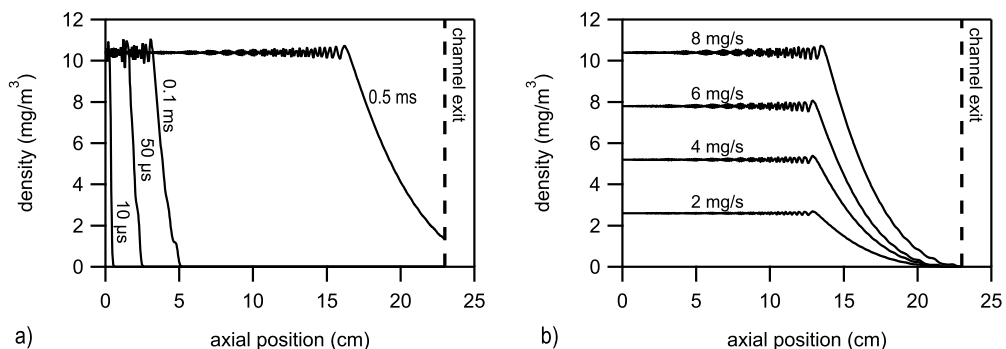 12
10
8
6
4
2
0
density (mg/m³)
0
5
10
15
20
25
axial position (cm)
10 µs
50 µs
0.1 ms
0.5 ms
channel exit
a)
12
10
8
6
4
2
0
density (mg/m³)
0
5
10
15
20
25
axial position (cm)
8 mg/s
6 mg/s
4 mg/s
2 mg/s
channel exit
b)